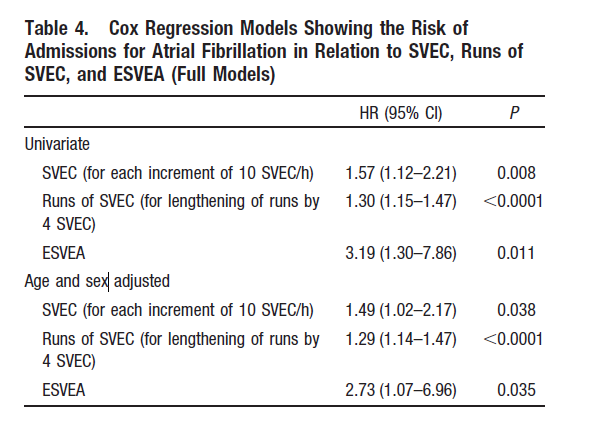 Table 4. Cox Regression Models Showing the Risk of
Admissions for Atrial Fibrillation in Relation to SVEC, Runs of
SVEC, and ESVEA (Full Models)
HR (95% CI) P
Univariate
SVEC (for each increment of 10 SVEC/h) 1.57 (1.12–2.21) 0.008
Runs of SVEC (for lengthening of runs by 1.30 (1.15–1.47) <0.0001
4 SVEC)
ESVEA 3.19 (1.30–7.86) 0.011
Age and sex adjusted
SVEC (for each increment of 10 SVEC/h) 1.49 (1.02–2.17) 0.038
Runs of SVEC (for lengthening of runs by 1.29 (1.14–1.47) <0.0001
4 SVEC)
ESVEA 2.73 (1.07–6.96) 0.035